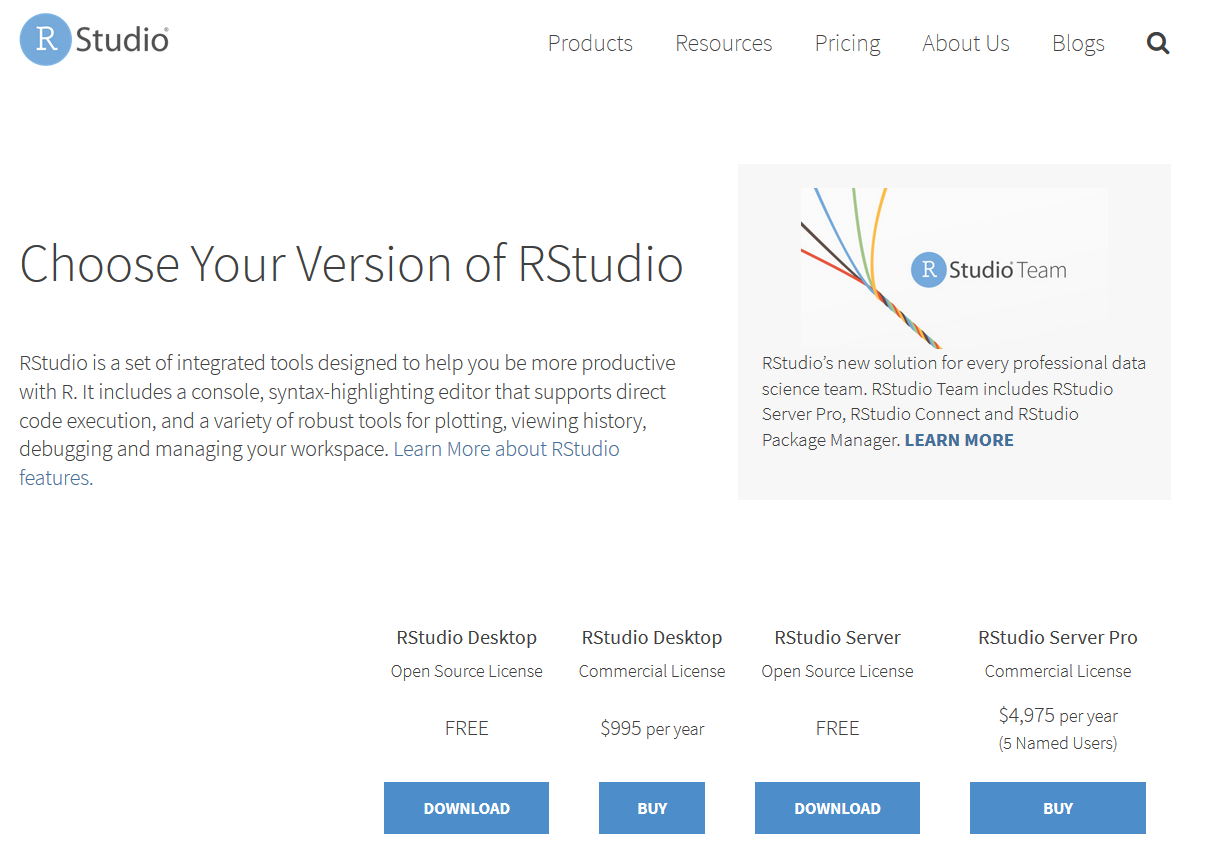 R Studio®
Products Resources Pricing About Us Blogs
Choose Your Version of RStudio
RStudio is a set of integrated tools designed to help you be more productive
with R. It includes a console, syntax-highlighting editor that supports direct
code execution, and a variety of robust tools for plotting, viewing history,
debugging and managing your workspace. Learn More about RStudio
features.
R Studio® Team
RStudio’s new solution for every professional data
science team. RStudio Team includes RStudio
Server Pro, RStudio Connect and RStudio
Package Manager. LEARN MORE
RStudio Desktop RStudio Desktop RStudio Server RStudio Server Pro
Open Source License Commercial License Open Source License Commercial License
FREE $995 per year FREE $4,975 per year
(5 Named Users)
DOWNLOAD BUY DOWNLOAD BUY